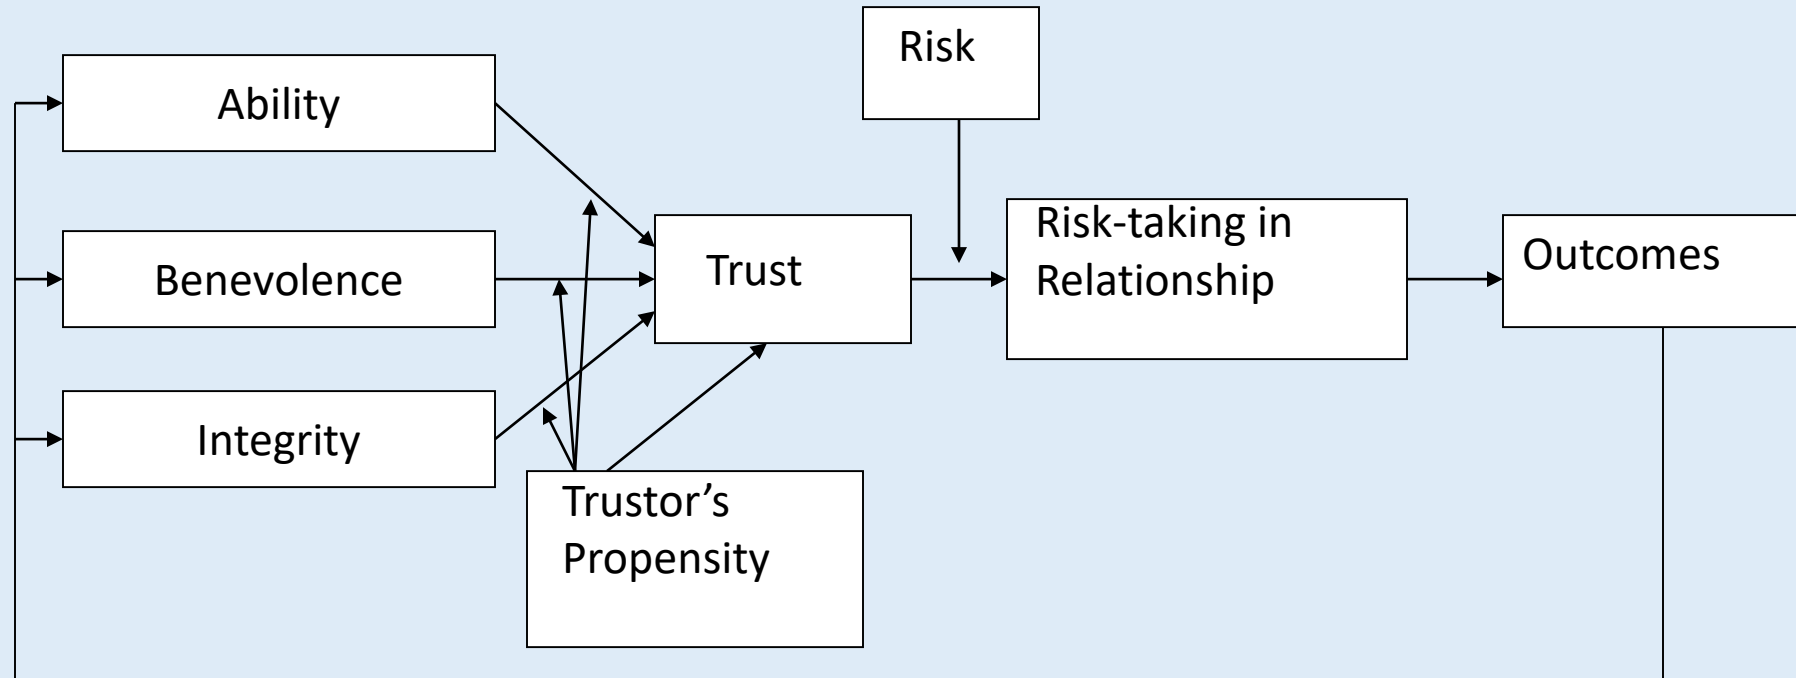 Risk
Ability
Risk-taking in
Relationship
Outcomes
Trust
Benevolence
Integrity
Trustor’s
Propensity